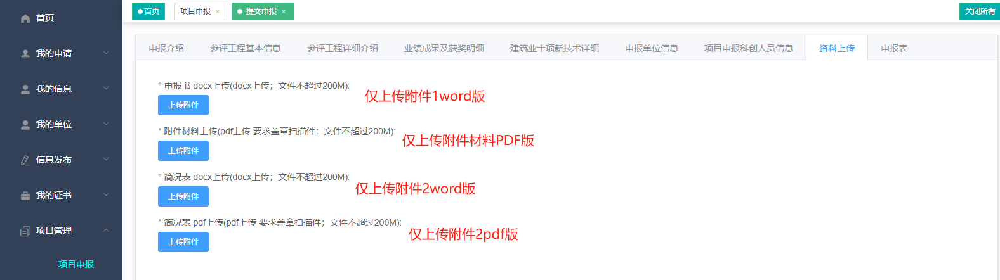 首页
我的申请
我的信息
我的单位
信息发布
我的证书
项目管理
项目申报
首页 项目申报 × 提交申报 × 关闭所有
申报介绍 参评工程基本信息 参评工程详细介绍 业绩成果及获奖明细 建筑业十项新技术详细 申报单位信息 项目申报科创人员信息 资料上传 申报表
* 申报书 docx上传(docx上传；文件不超过200M):
仅上传附件1word版
上传附件
* 附件材料上传(pdf上传 要求盖章扫描件；文件不超过200M):
仅上传附件材料PDF版
上传附件
* 简况表 docx上传(docx上传；文件不超过200M):
仅上传附件2word版
上传附件
* 简况表 pdf上传(pdf上传 要求盖章扫描件；文件不超过200M):
仅上传附件2pdf版
上传附件